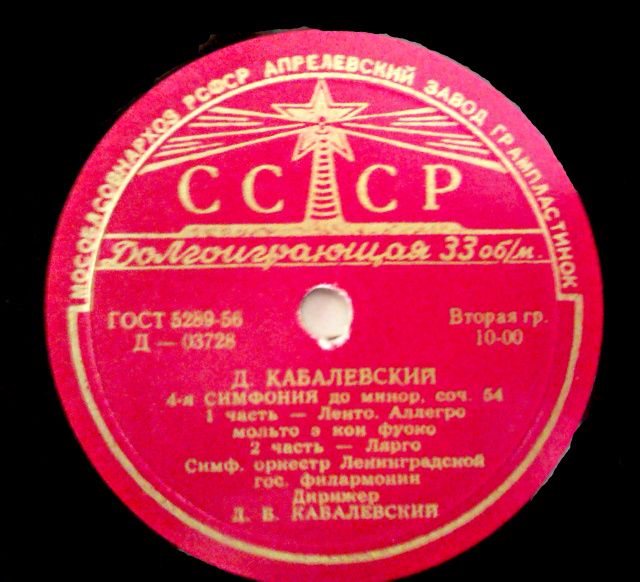 МОСОБЛСОВНАРХОЗ РСФСР АПРЕЛЕВСКИЙ ЗАВОД ГРАМПЛАСТИНОК
СССР
Долгоиграющая 33 об/м.
ГОСТ 5289-56 Вторая гр.
Д — 03728 10-00
Д. КАБАЛЕВСКИЙ
4-я СИМФОНИЯ до минор, соч. 54
1 часть — Ленто. Аллегро
мольто э кон фуоко
2 часть — Ларго
Симф. оркестр Ленинградской
гос. филармонии
Дирижер
Д. Б. КАБАЛЕВСКИЙ